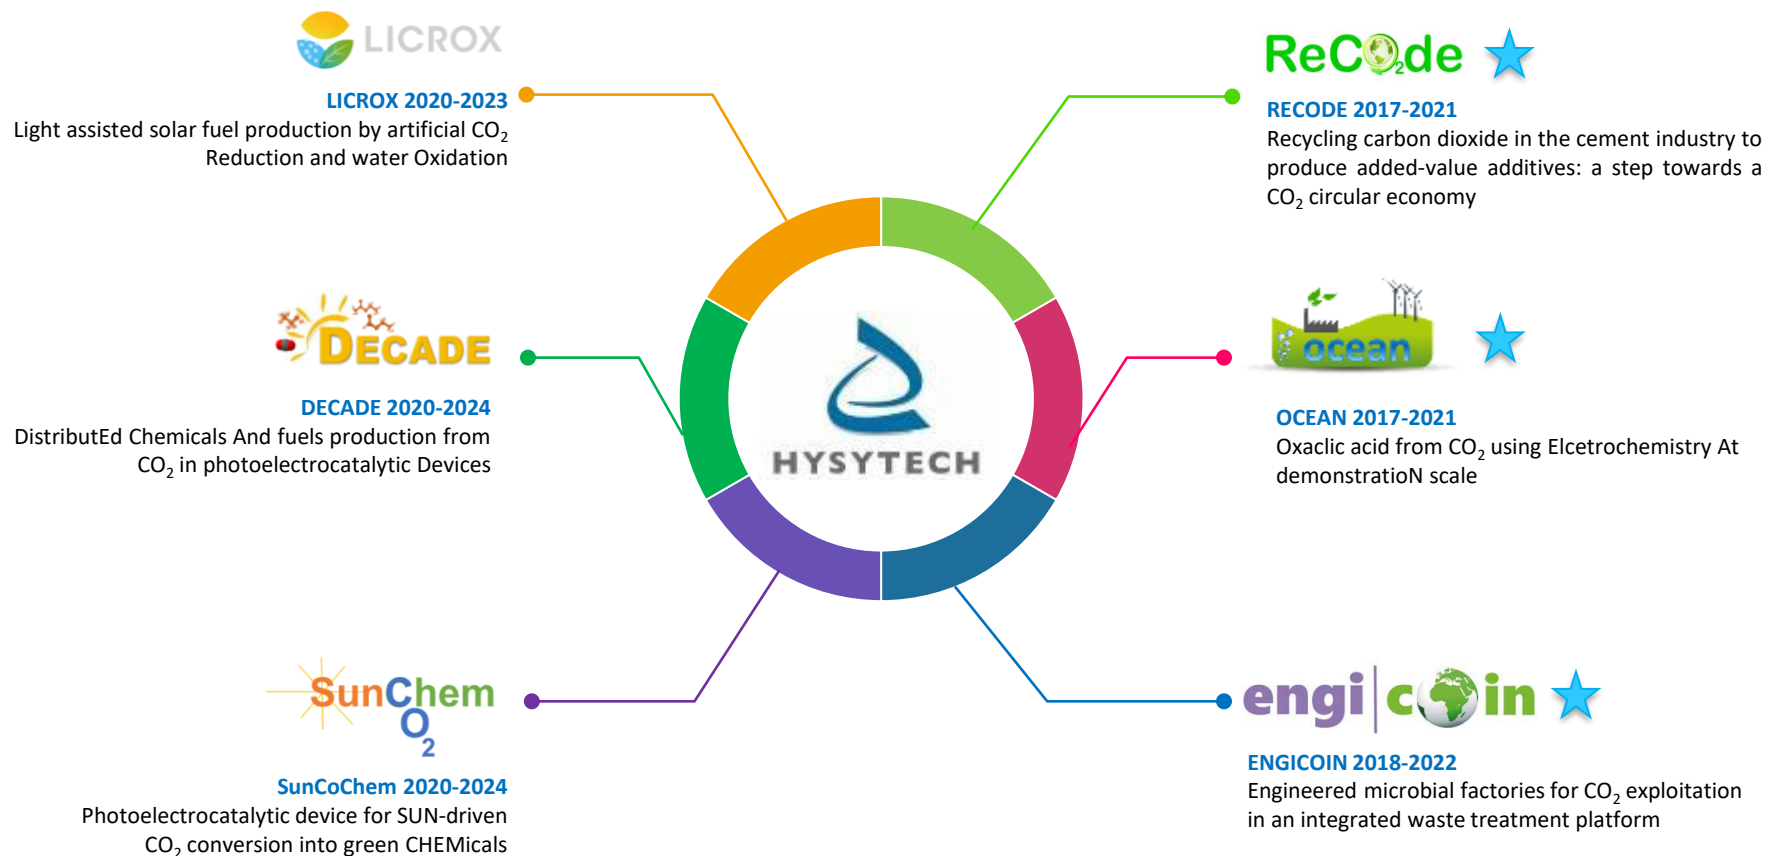 LICROX
LICROX 2020-2023
Light assisted solar fuel production by artificial CO2
Reduction and water Oxidation
DECADE
DECADE 2020-2024
DistributEd Chemicals And fuels production from
CO2 in photoelectrocatalytic Devices
SunChem
O2
SunCoChem 2020-2024
Photoelectrocatalytic device for SUN-driven
CO2 conversion into green CHEMicals
HYSYTECH
ReCO2de
RECODE 2017-2021
Recycling carbon dioxide in the cement industry to
produce added-value additives: a step towards a
CO2 circular economy
ocean
OCEAN 2017-2021
Oxaclic acid from CO2 using Elcetrochemistry At
demonstratioN scale
engi|coin
ENGICOIN 2018-2022
Engineered microbial factories for CO2 exploitation
in an integrated waste treatment platform